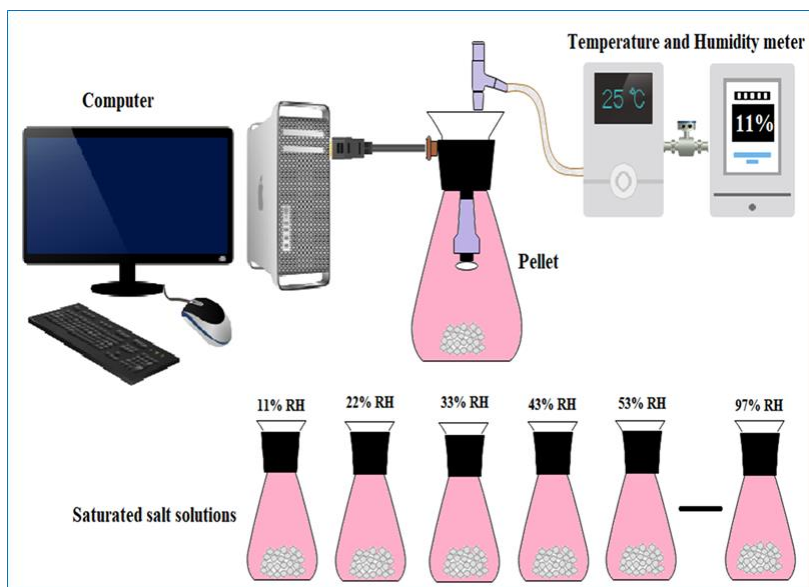 Temperature and Humidity meter
Computer
25 ℃
11%
Pellet
11% RH
22% RH
33% RH
43% RH
53% RH
97% RH
Saturated salt solutions